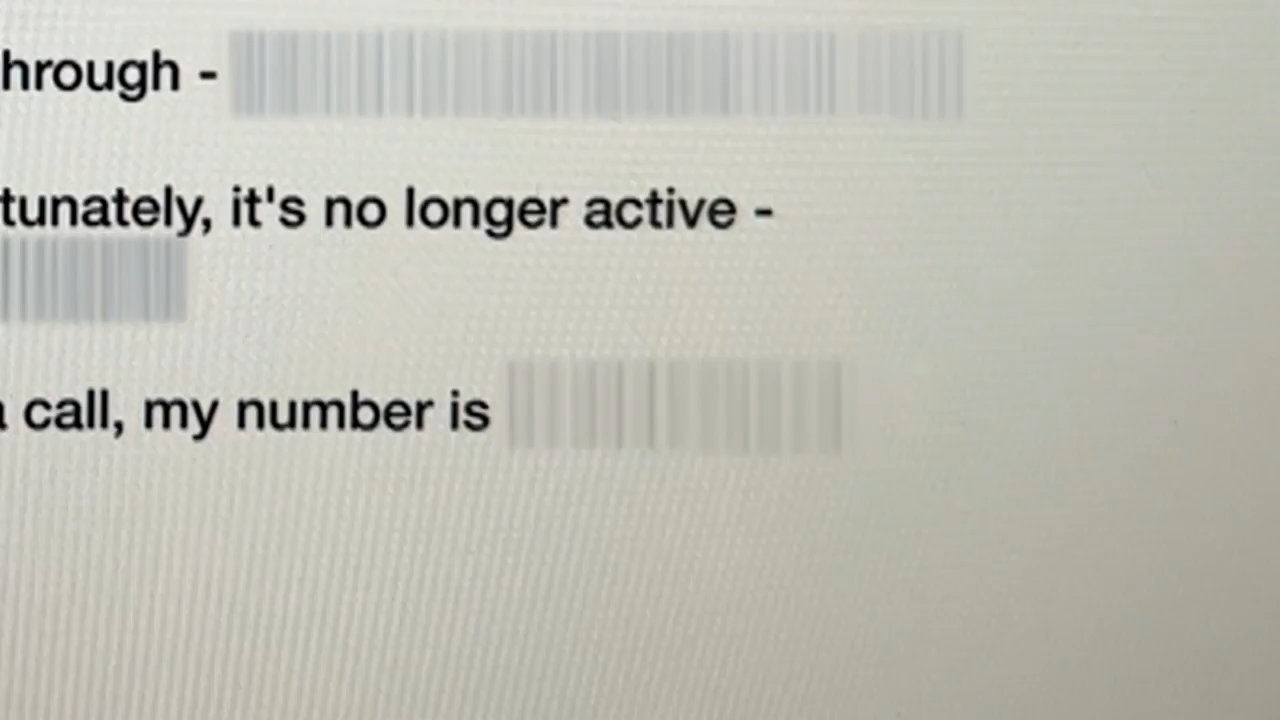 hrough -
tunately, it's no longer active -
call, my number is